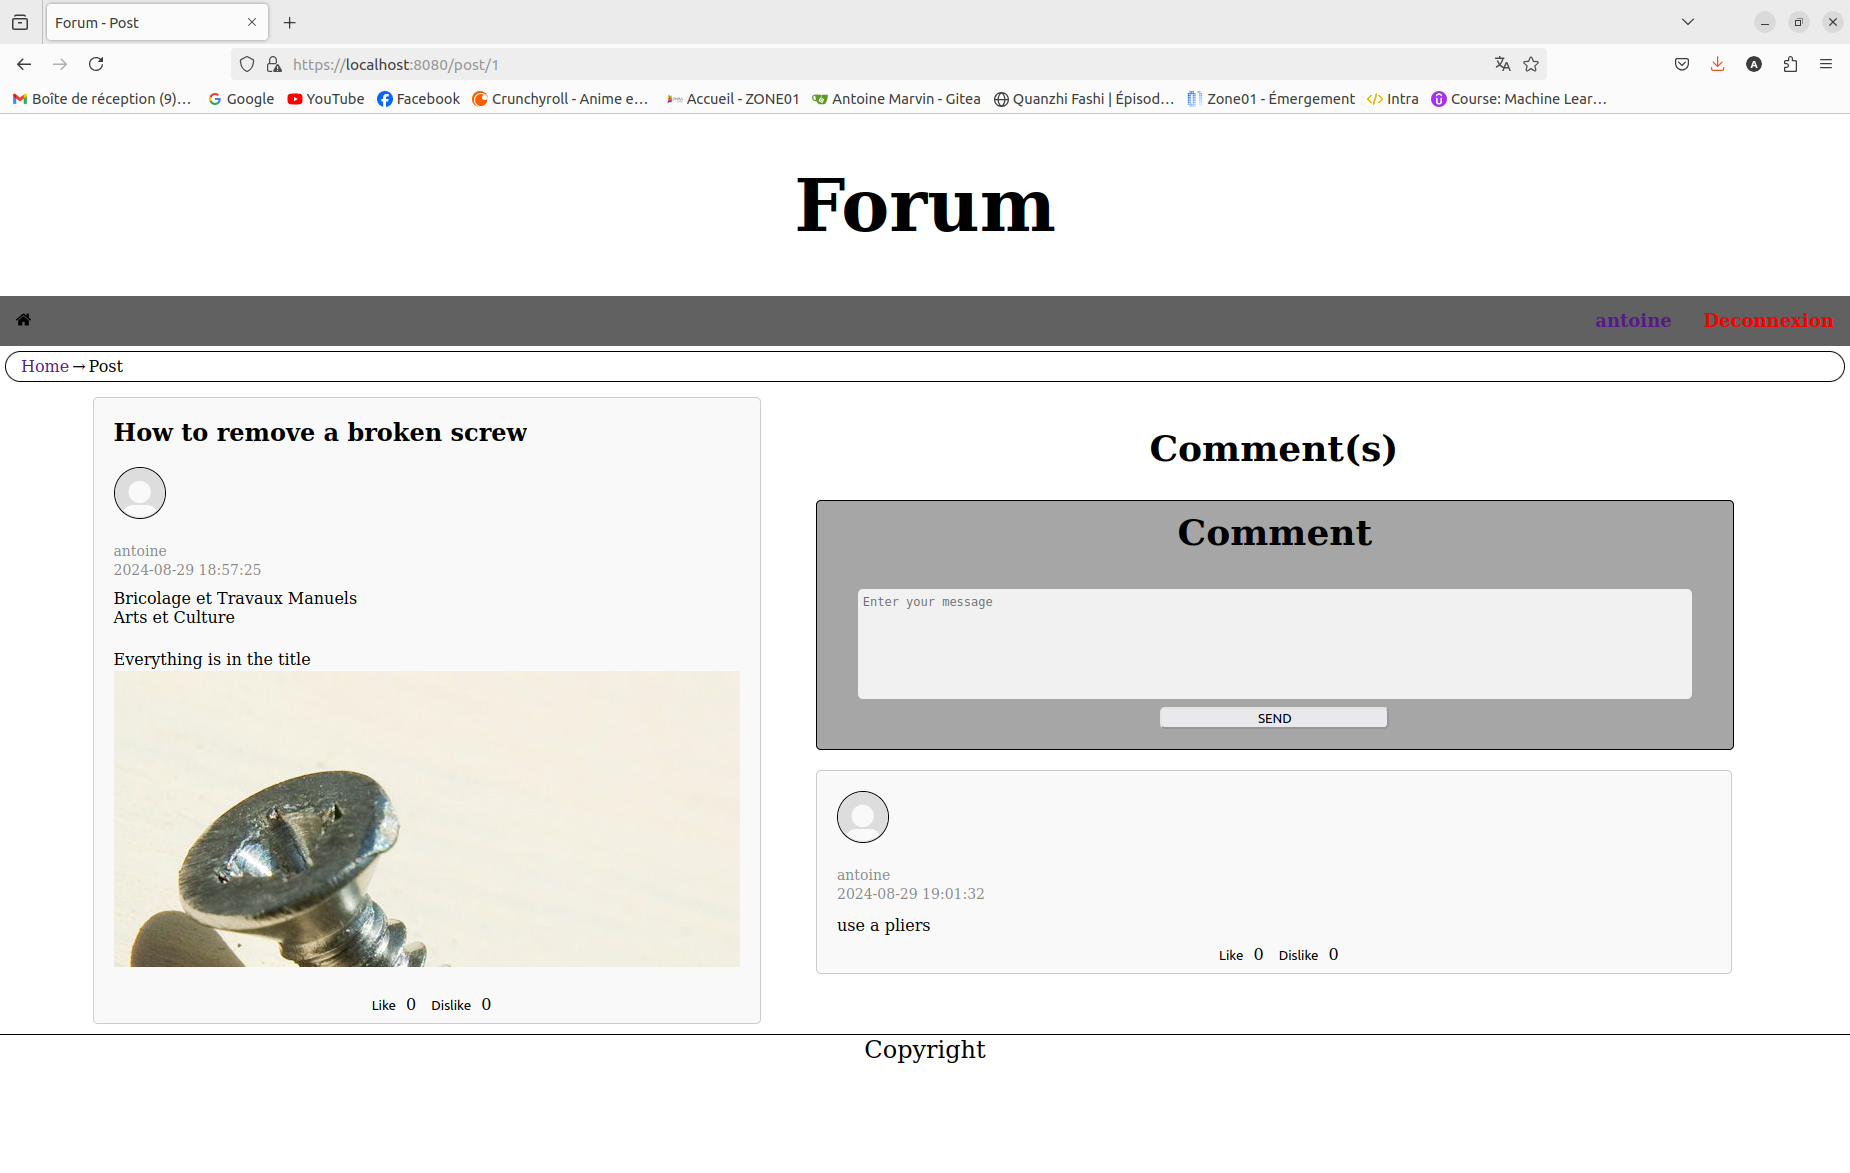 Forum - Post
https://localhost:8080/post/1
Boîte de réception (9)… Google YouTube Facebook Crunchyroll - Anime e… Accueil - ZONE01 Antoine Marvin - Gitea Quanzhi Fashi | Épisod… Zone01 - Émergement Intra Course: Machine Lear…
Forum
antoine Deconnexion
Home → Post
How to remove a broken screw
antoine
2024-08-29 18:57:25
Bricolage et Travaux Manuels
Arts et Culture
Everything is in the title
Like 0 Dislike 0
Comment(s)
Comment
Enter your message
SEND
antoine
2024-08-29 19:01:32
use a pliers
Like 0 Dislike 0
Copyright